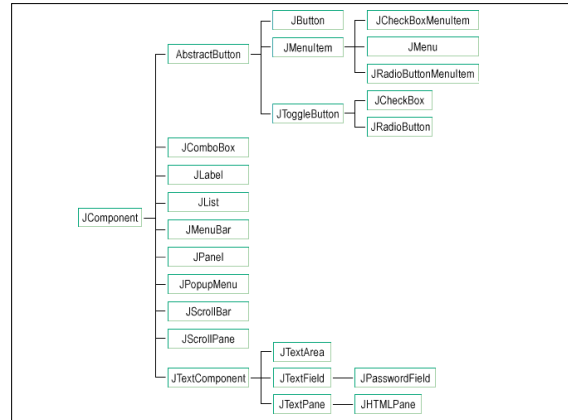 JButton
JCheckBoxMenuItem
AbstractButton
JMenuItem
JMenu
JRadioButtonMenuItem
JToggleButton
JCheckBox
JRadioButton
JComboBox
JLabel
JList
JComponent
JMenuBar
JPanel
JPopupMenu
JScrollBar
JScrollPane
JTextComponent
JTextArea
JTextField
JPasswordField
JTextPane
JHTMLPane